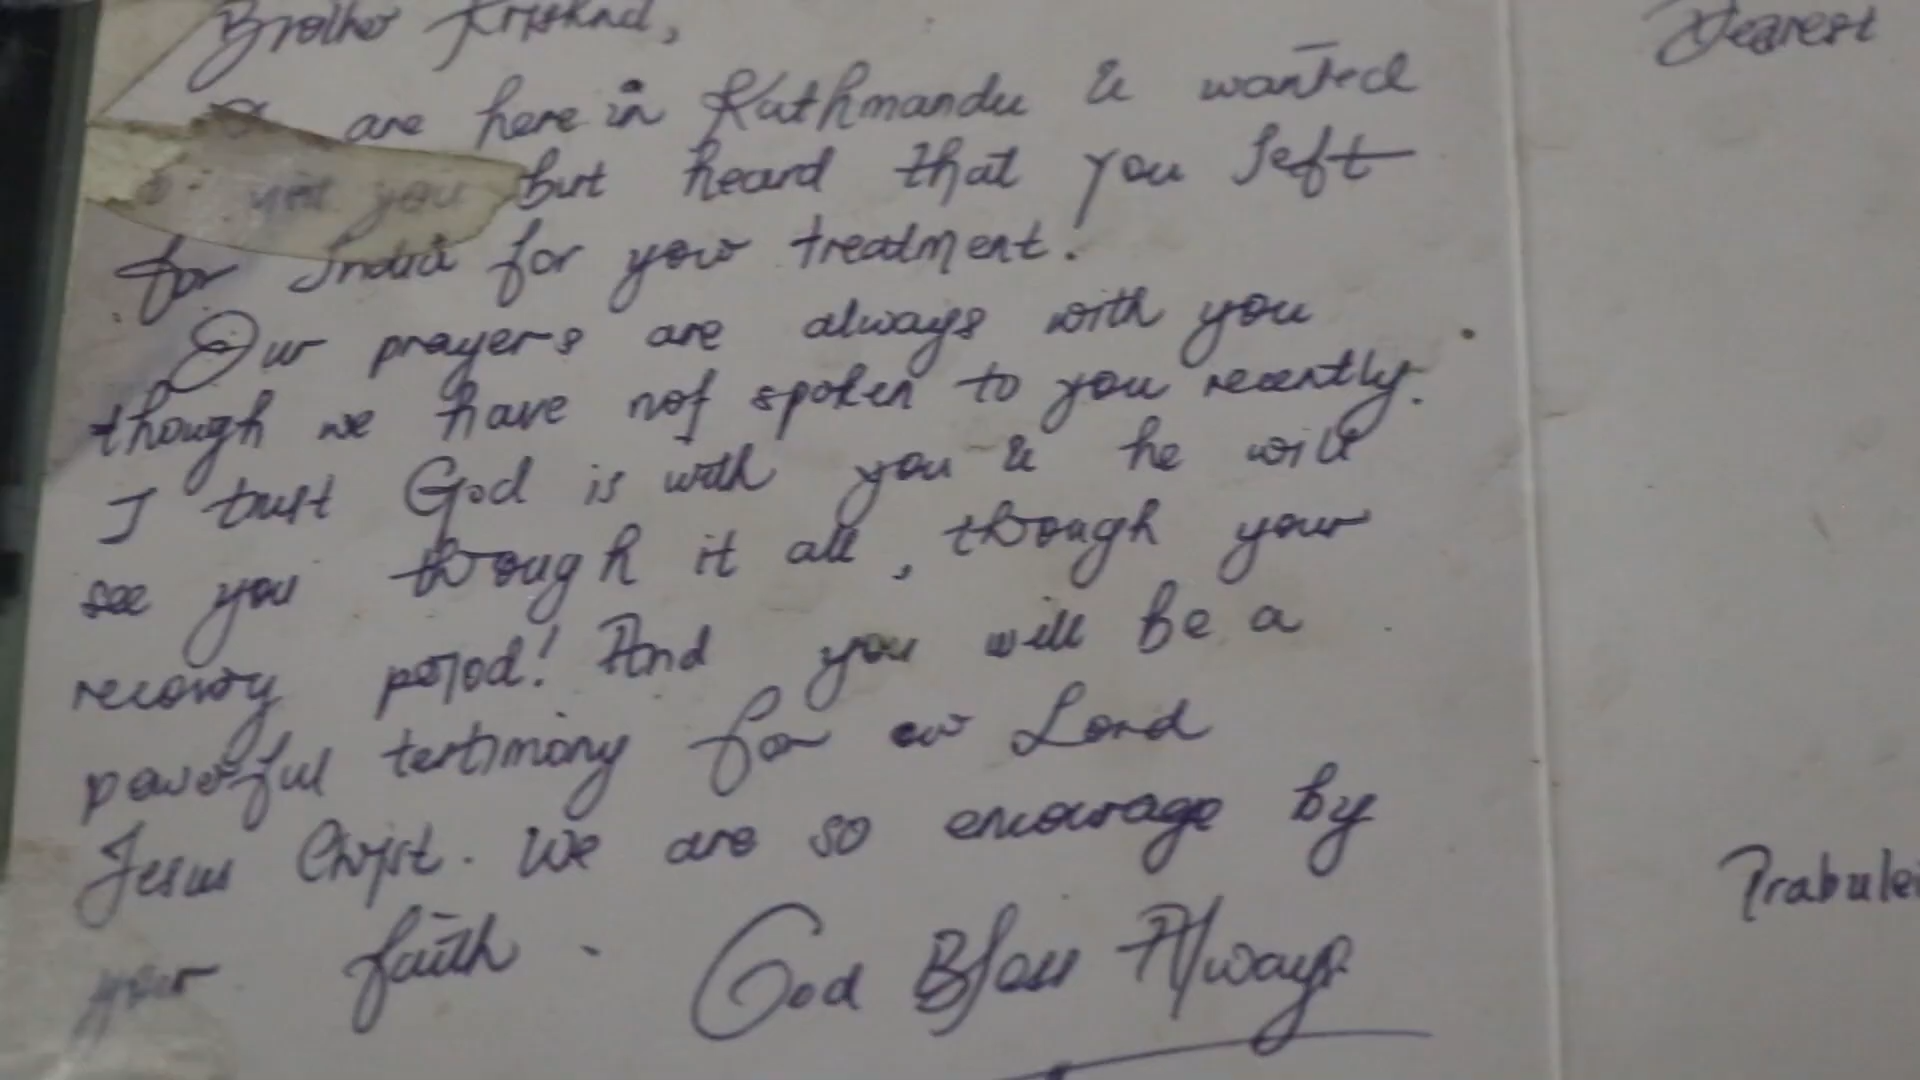 Brother Krishna,
are here in Kathmandu & wanted
you but heard that you left
for India for your treatment!
Our prayers are always with you
though we have not spoken to you recently.
I trust God is with you & he will
see you through it all, through your
recovery period! And you will be a
powerful testimony for our Lord
Jesus Christ. We are so encourage by
your faith. God Bless Always
Dearest
Prabulei